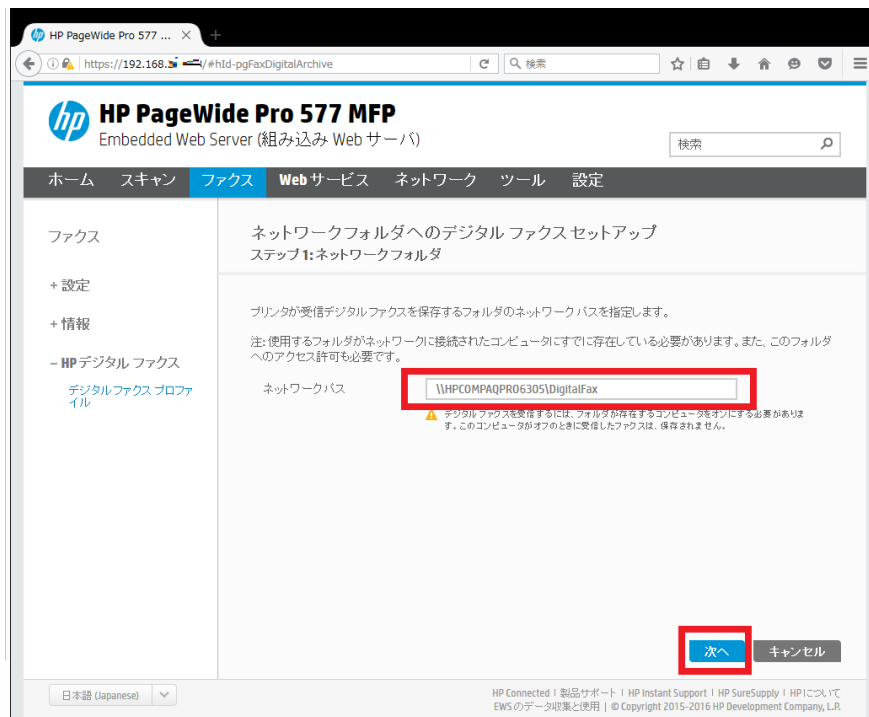 HP PageWide Pro 577 ...
https://192.168. /#hId-pgFaxDigitalArchive
検索
hp
HP PageWide Pro 577 MFP
Embedded Web Server (組み込み Web サーバ)
検索
ホーム スキャン ファクス Web サービス ネットワーク ツール 設定
ファクス
ネットワークフォルダへのデジタル ファクス セットアップ
ステップ 1: ネットワークフォルダ
+ 設定
+ 情報
- HP デジタル ファクス
デジタル ファクス プロファ
イル
プリンタが受信デジタルファクスを保存するフォルダのネットワーク パスを指定します。
注: 使用するフォルダがネットワークに接続されたコンピュータにすでに存在している必要があります。また、このフォルダ
へのアクセス許可も必要です。
ネットワークパス
\\HPCOMPAQPRO6305\DigitalFax
デジタル ファクスを受信するには、フォルダが存在するコンピュータをオンにする必要がありま
す。このコンピュータがオフのときに受信したファクスは、保存されません。
次へ キャンセル
日本語 (Japanese)
HP Connected | 製品サポート | HP Instant Support | HP SureSupply | HP について
EWS のデータ収集と使用 | © Copyright 2015-2016 HP Development Company, L.P.